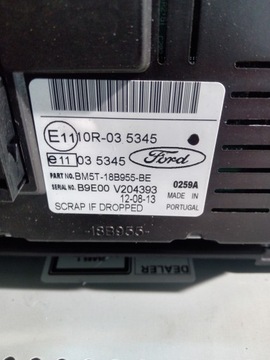 E11 10R-03 5345
e11 03 5345 Ford
PART NO. BM5T-18B955-BE
SERIAL NO. B9E00 V204393 0259A
12-08-13 MADE IN
SCRAP IF DROPPED PORTUGAL
-18B955-
DEALER